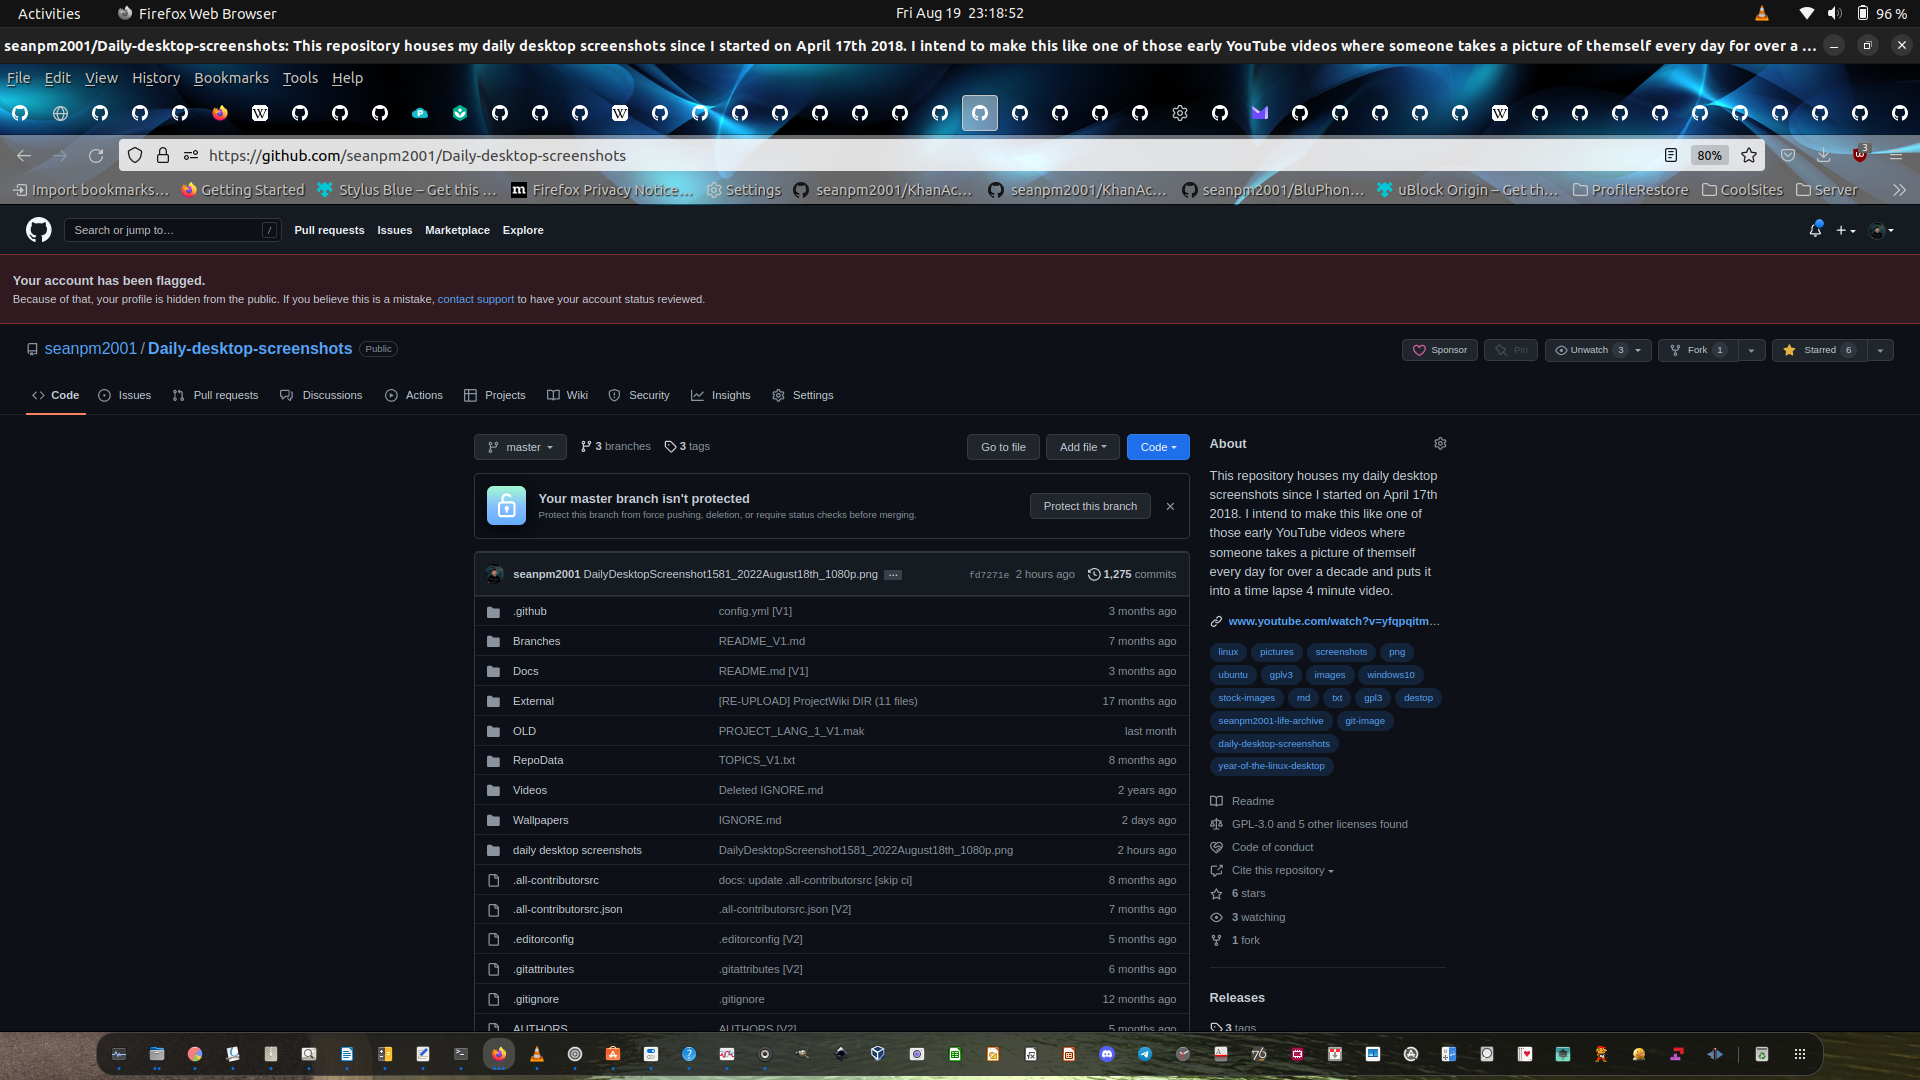 Activities
Firefox Web Browser
Fri Aug 19 23:18:52
96 %
seanpm2001/Daily-desktop-screenshots: This repository houses my daily desktop screenshots since I started on April 17th 2018. I intend to make this like one of those early YouTube videos where someone takes a picture of themself every day for over a ...
File Edit View History Bookmarks Tools Help
https://github.com/seanpm2001/Daily-desktop-screenshots
80%
3
Import bookmarks... Getting Started Stylus Blue – Get this ... Firefox Privacy Notice... Settings seanpm2001/KhanAc... seanpm2001/KhanAc... seanpm2001/BluPhon... uBlock Origin – Get th... ProfileRestore CoolSites Server
Search or jump to... /
Pull requests Issues Marketplace Explore
Your account has been flagged.
Because of that, your profile is hidden from the public. If you believe this is a mistake, contact support to have your account status reviewed.
seanpm2001 / Daily-desktop-screenshots Public
Sponsor Pin Unwatch 3 Fork 1 Starred 6
Code Issues Pull requests Discussions Actions Projects Wiki Security Insights Settings
master 3 branches 3 tags Go to file Add file Code
Your master branch isn't protected
Protect this branch from force pushing, deletion, or require status checks before merging.
Protect this branch
seanpm2001 DailyDesktopScreenshot1581_2022August18th_1080p.png ... fd7271e 2 hours ago 1,275 commits
.github config.yml [V1] 3 months ago
Branches README_V1.md 7 months ago
Docs README.md [V1] 3 months ago
External [RE-UPLOAD] ProjectWiki DIR (11 files) 17 months ago
OLD PROJECT_LANG_1_V1.mak last month
RepoData TOPICS_V1.txt 8 months ago
Videos Deleted IGNORE.md 2 years ago
Wallpapers IGNORE.md 2 days ago
daily desktop screenshots DailyDesktopScreenshot1581_2022August18th_1080p.png 2 hours ago
.all-contributorsrc docs: update .all-contributorsrc [skip ci] 8 months ago
.all-contributorsrc.json .all-contributorsrc.json [V2] 7 months ago
.editorconfig .editorconfig [V2] 5 months ago
.gitattributes .gitattributes [V2] 6 months ago
.gitignore .gitignore 12 months ago
AUTHORS AUTHORS [V2] 5 months ago
About
This repository houses my daily desktop
screenshots since I started on April 17th
2018. I intend to make this like one of
those early YouTube videos where
someone takes a picture of themself
every day for over a decade and puts it
into a time lapse 4 minute video.
www.youtube.com/watch?v=yfqpqitm...
linux pictures screenshots png
ubuntu gplv3 images windows10
stock-images md txt gpl3 destop
seanpm2001-life-archive git-image
daily-desktop-screenshots
year-of-the-linux-desktop
Readme
GPL-3.0 and 5 other licenses found
Code of conduct
Cite this repository
6 stars
3 watching
1 fork
Releases
3 tags